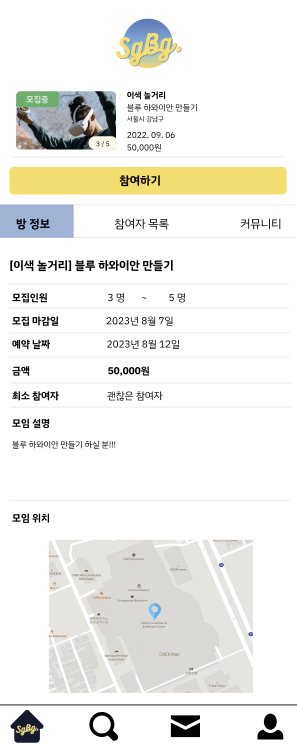 SgBg.
모집중
3 / 5
이색 놀거리
블루 하와이안 만들기
서울시 강남구
2022. 09. 06
50,000원
참여하기
방 정보 참여자 목록 커뮤니티
[이색 놀거리] 블루 하와이안 만들기
모집인원 3 명 ~ 5 명
모집 마감일 2023년 8월 7일
예약 날짜 2023년 8월 12일
금액 50,000원
최소 참여자 괜찮은 참여자
모임 설명
블루 하와이안 만들기 하실 분!!!
모임 위치
COEX Mall
SgBg.